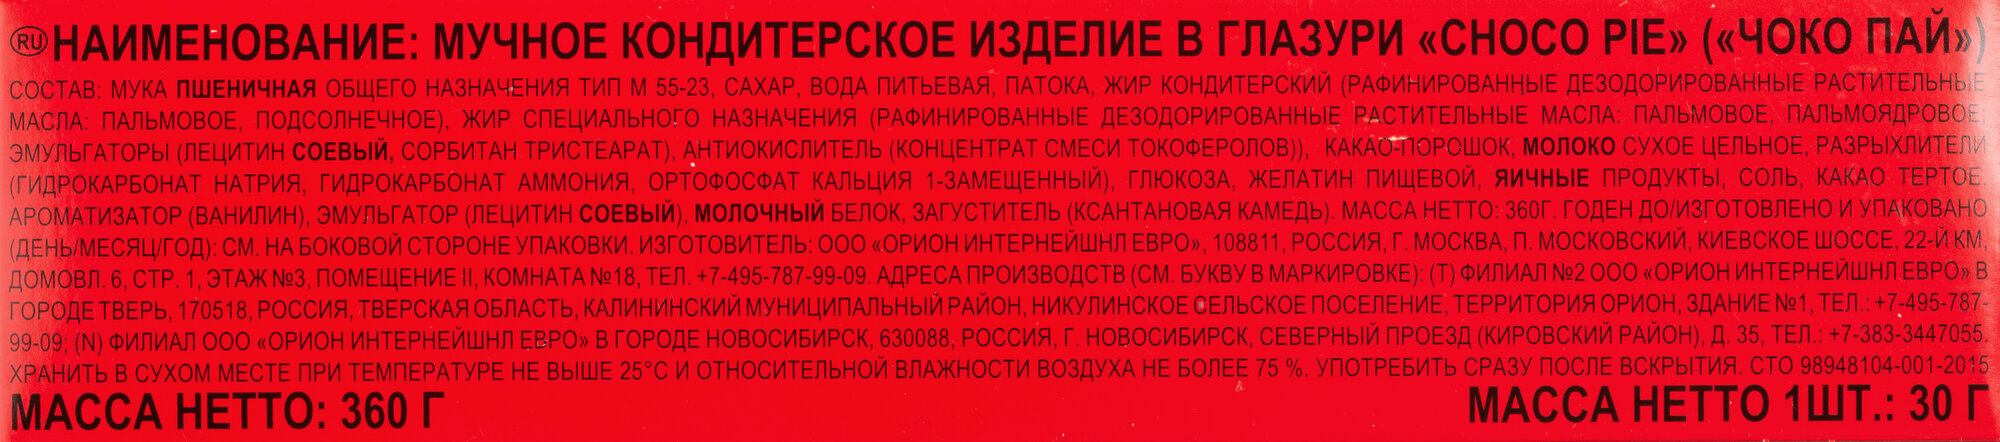 RU НАИМЕНОВАНИЕ: МУЧНОЕ КОНДИТЕРСКОЕ ИЗДЕЛИЕ В ГЛАЗУРИ «CHOCO PIE» («ЧОКО ПАЙ»)
СОСТАВ: МУКА ПШЕНИЧНАЯ ОБЩЕГО НАЗНАЧЕНИЯ ТИП М 55-23, САХАР, ВОДА ПИТЬЕВАЯ, ПАТОКА, ЖИР КОНДИТЕРСКИЙ (РАФИНИРОВАННЫЕ ДЕЗОДОРИРОВАННЫЕ РАСТИТЕЛЬНЫЕ
МАСЛА: ПАЛЬМОВОЕ, ПОДСОЛНЕЧНОЕ), ЖИР СПЕЦИАЛЬНОГО НАЗНАЧЕНИЯ (РАФИНИРОВАННЫЕ ДЕЗОДОРИРОВАННЫЕ РАСТИТЕЛЬНЫЕ МАСЛА: ПАЛЬМОВОЕ, ПАЛЬМОЯДРОВОЕ;
ЭМУЛЬГАТОРЫ (ЛЕЦИТИН СОЕВЫЙ, СОРБИТАН ТРИСТЕАРАТ), АНТИОКИСЛИТЕЛЬ (КОНЦЕНТРАТ СМЕСИ ТОКОФЕРОЛОВ)), КАКАО-ПОРОШОК, МОЛОКО СУХОЕ ЦЕЛЬНОЕ, РАЗРЫХЛИТЕЛИ
(ГИДРОКАРБОНАТ НАТРИЯ, ГИДРОКАРБОНАТ АММОНИЯ, ОРТОФОСФАТ КАЛЬЦИЯ 1-ЗАМЕЩЕННЫЙ), ГЛЮКОЗА, ЖЕЛАТИН ПИЩЕВОЙ, ЯИЧНЫЕ ПРОДУКТЫ, СОЛЬ, КАКАО ТЕРТОЕ,
АРОМАТИЗАТОР (ВАНИЛИН), ЭМУЛЬГАТОР (ЛЕЦИТИН СОЕВЫЙ), МОЛОЧНЫЙ БЕЛОК, ЗАГУСТИТЕЛЬ (КСАНТАНОВАЯ КАМЕДЬ). МАССА НЕТТО: 360Г. ГОДЕН ДО/ИЗГОТОВЛЕНО И УПАКОВАНО
(ДЕНЬ/МЕСЯЦ/ГОД): СМ. НА БОКОВОЙ СТОРОНЕ УПАКОВКИ. ИЗГОТОВИТЕЛЬ: ООО «ОРИОН ИНТЕРНЕЙШНЛ ЕВРО», 108811, РОССИЯ, Г. МОСКВА, П. МОСКОВСКИЙ, КИЕВСКОЕ ШОССЕ, 22-Й КМ,
ДОМОВЛ. 6, СТР. 1, ЭТАЖ №3, ПОМЕЩЕНИЕ II, КОМНАТА №18, ТЕЛ. +7-495-787-99-09. АДРЕСА ПРОИЗВОДСТВ (СМ. БУКВУ В МАРКИРОВКЕ): (Т) ФИЛИАЛ №2 ООО «ОРИОН ИНТЕРНЕЙШНЛ ЕВРО» В
ГОРОДЕ ТВЕРЬ, 170518, РОССИЯ, ТВЕРСКАЯ ОБЛАСТЬ, КАЛИНИНСКИЙ МУНИЦИПАЛЬНЫЙ РАЙОН, НИКУЛИНСКОЕ СЕЛЬСКОЕ ПОСЕЛЕНИЕ, ТЕРРИТОРИЯ ОРИОН, ЗДАНИЕ №1, ТЕЛ.: +7-495-787-
99-09; (N) ФИЛИАЛ ООО «ОРИОН ИНТЕРНЕЙШНЛ ЕВРО» В ГОРОДЕ НОВОСИБИРСК, 630088, РОССИЯ, Г. НОВОСИБИРСК, СЕВЕРНЫЙ ПРОЕЗД (КИРОВСКИЙ РАЙОН), Д. 35, ТЕЛ.: +7-383-3447055.
ХРАНИТЬ В СУХОМ МЕСТЕ ПРИ ТЕМПЕРАТУРЕ НЕ ВЫШЕ 25°С И ОТНОСИТЕЛЬНОЙ ВЛАЖНОСТИ ВОЗДУХА НЕ БОЛЕЕ 75 %. УПОТРЕБИТЬ СРАЗУ ПОСЛЕ ВСКРЫТИЯ. СТО 98948104-001-2015
МАССА НЕТТО: 360 Г МАССА НЕТТО 1ШТ.: 30 Г